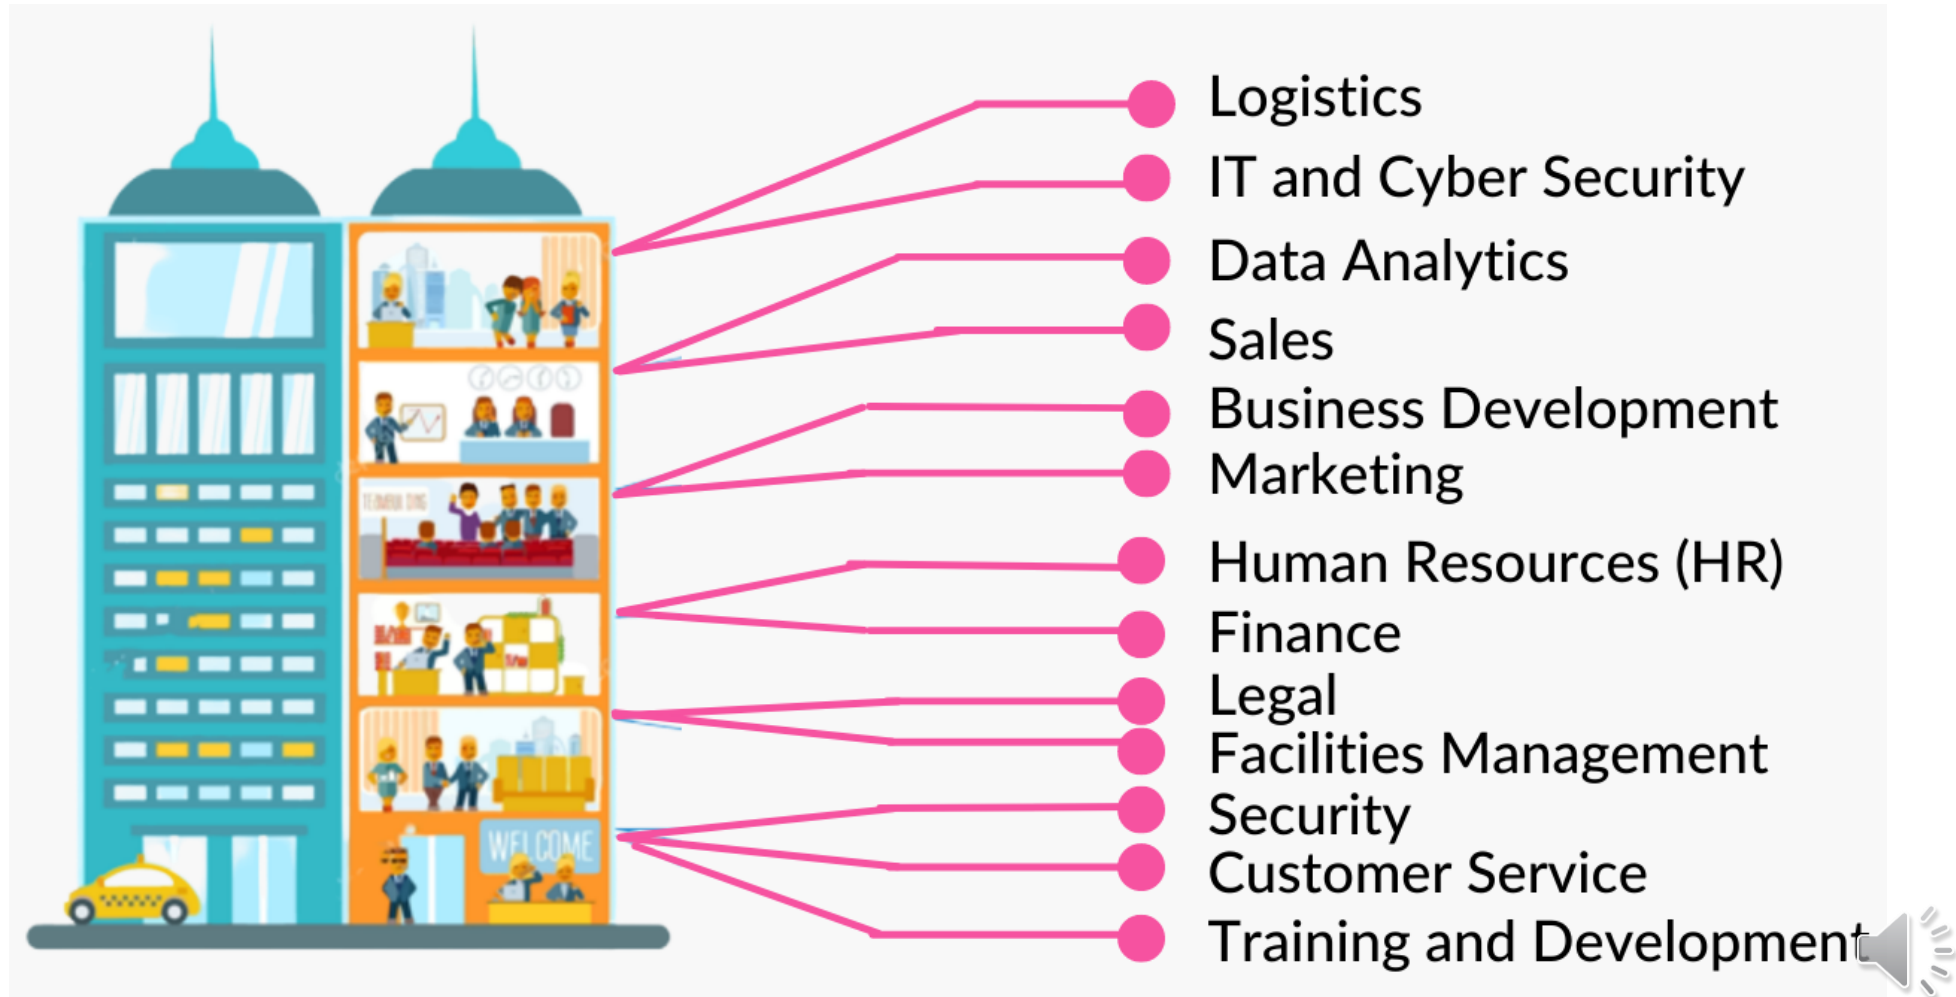 Logistics
IT and Cyber Security
Data Analytics
Sales
Business Development
Marketing
Human Resources (HR)
Finance
Legal
Facilities Management
Security
WELCOME
Customer Service
Training and Development